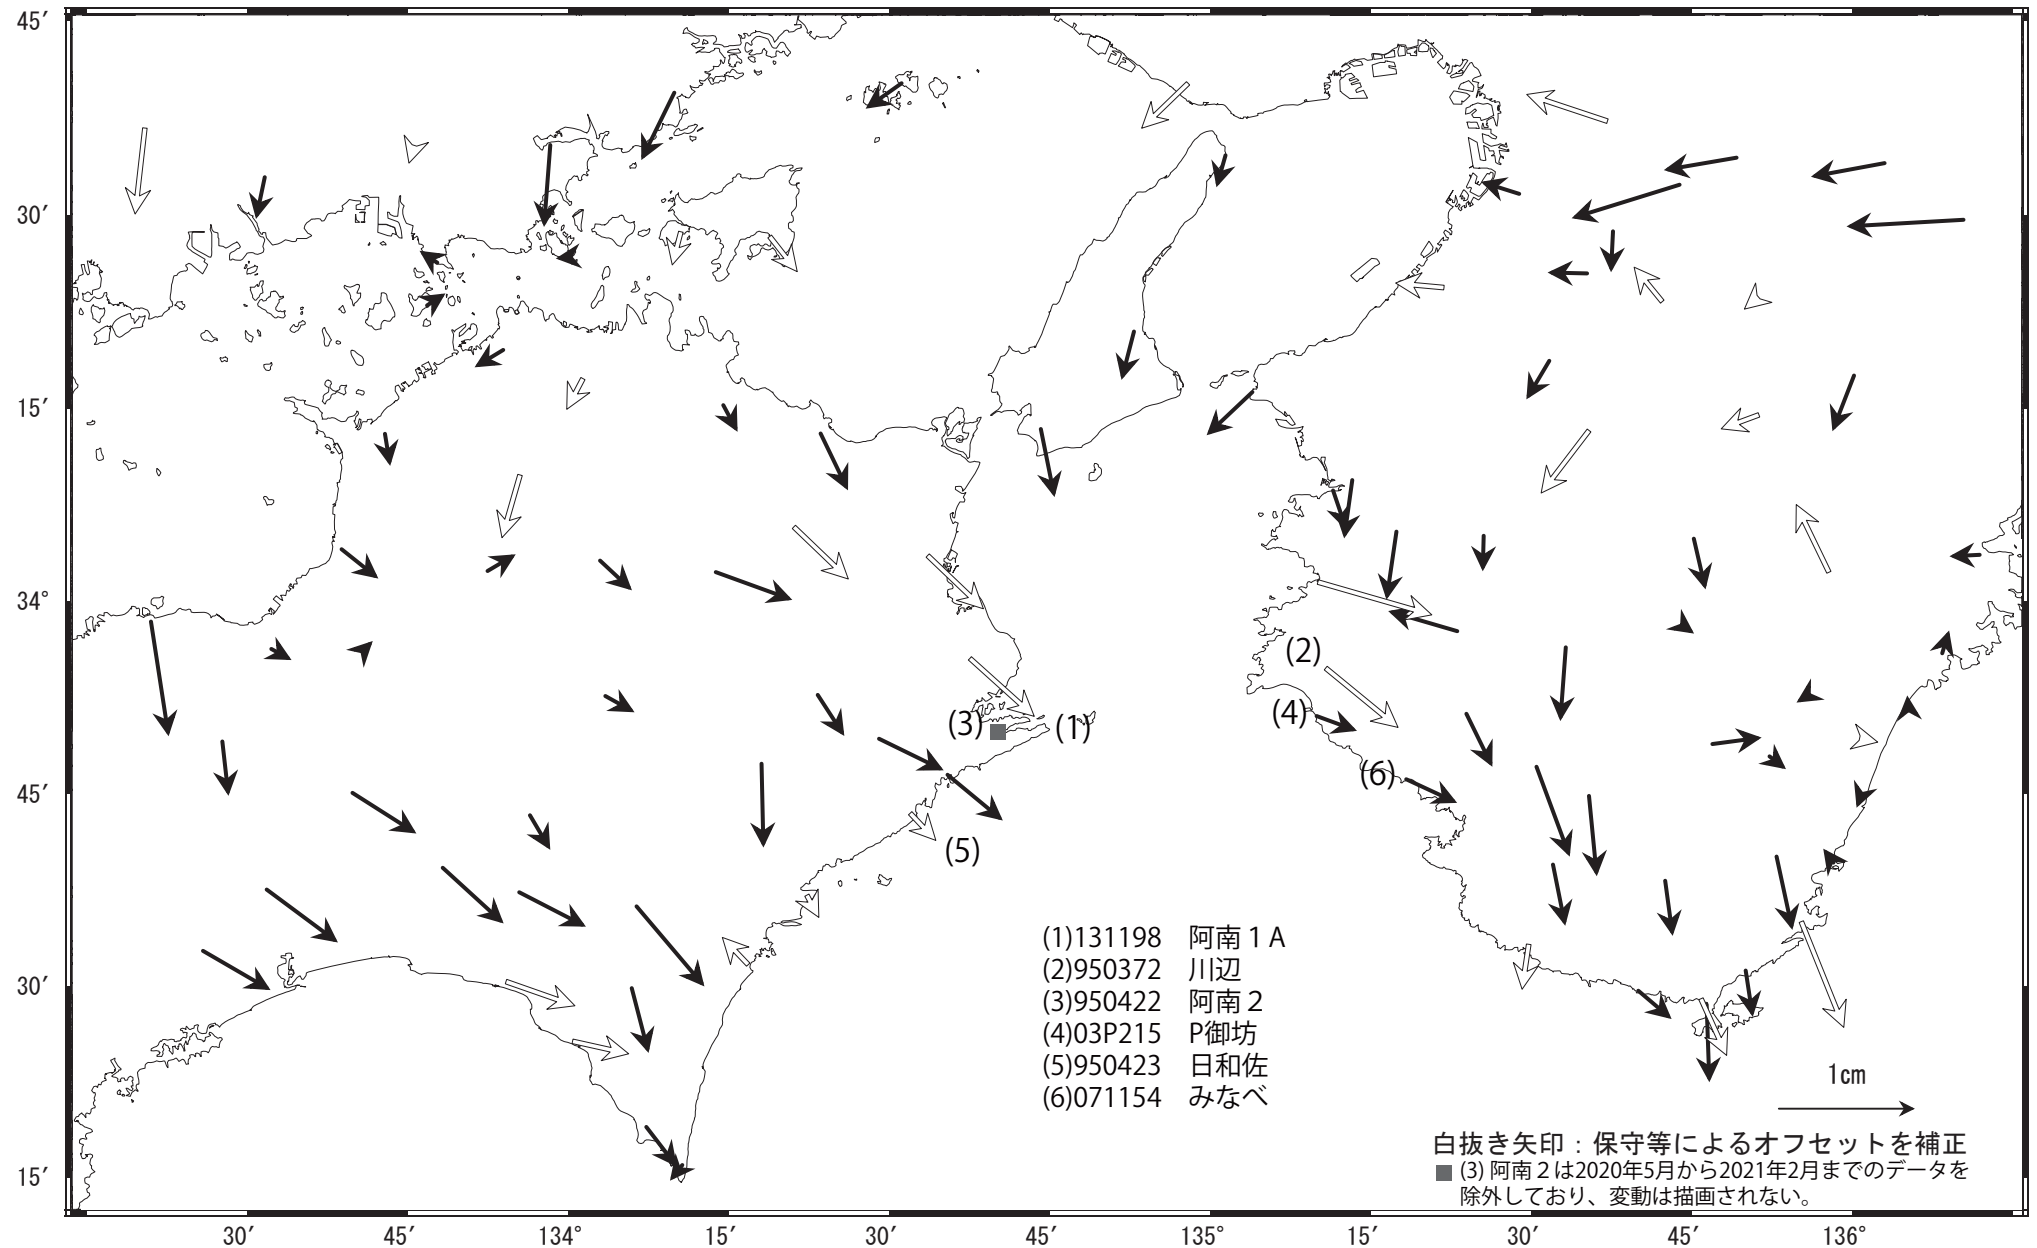 45′
30′
15′
34°
45′
30′
15′
(2)
(3)
(1)
(4)
(6)
(5)
(1)131198　阿南１A
(2)950372　川辺
(3)950422　阿南２
(4)03P215　P御坊
(5)950423　日和佐
(6)071154　みなべ
1cm
白抜き矢印：保守等によるオフセットを補正
(3) 阿南２は2020年5月から2021年2月までのデータを
除外しており、変動は描画されない。
30′ 45′ 134° 15′ 30′ 45′ 135° 15′ 30′ 45′ 136°